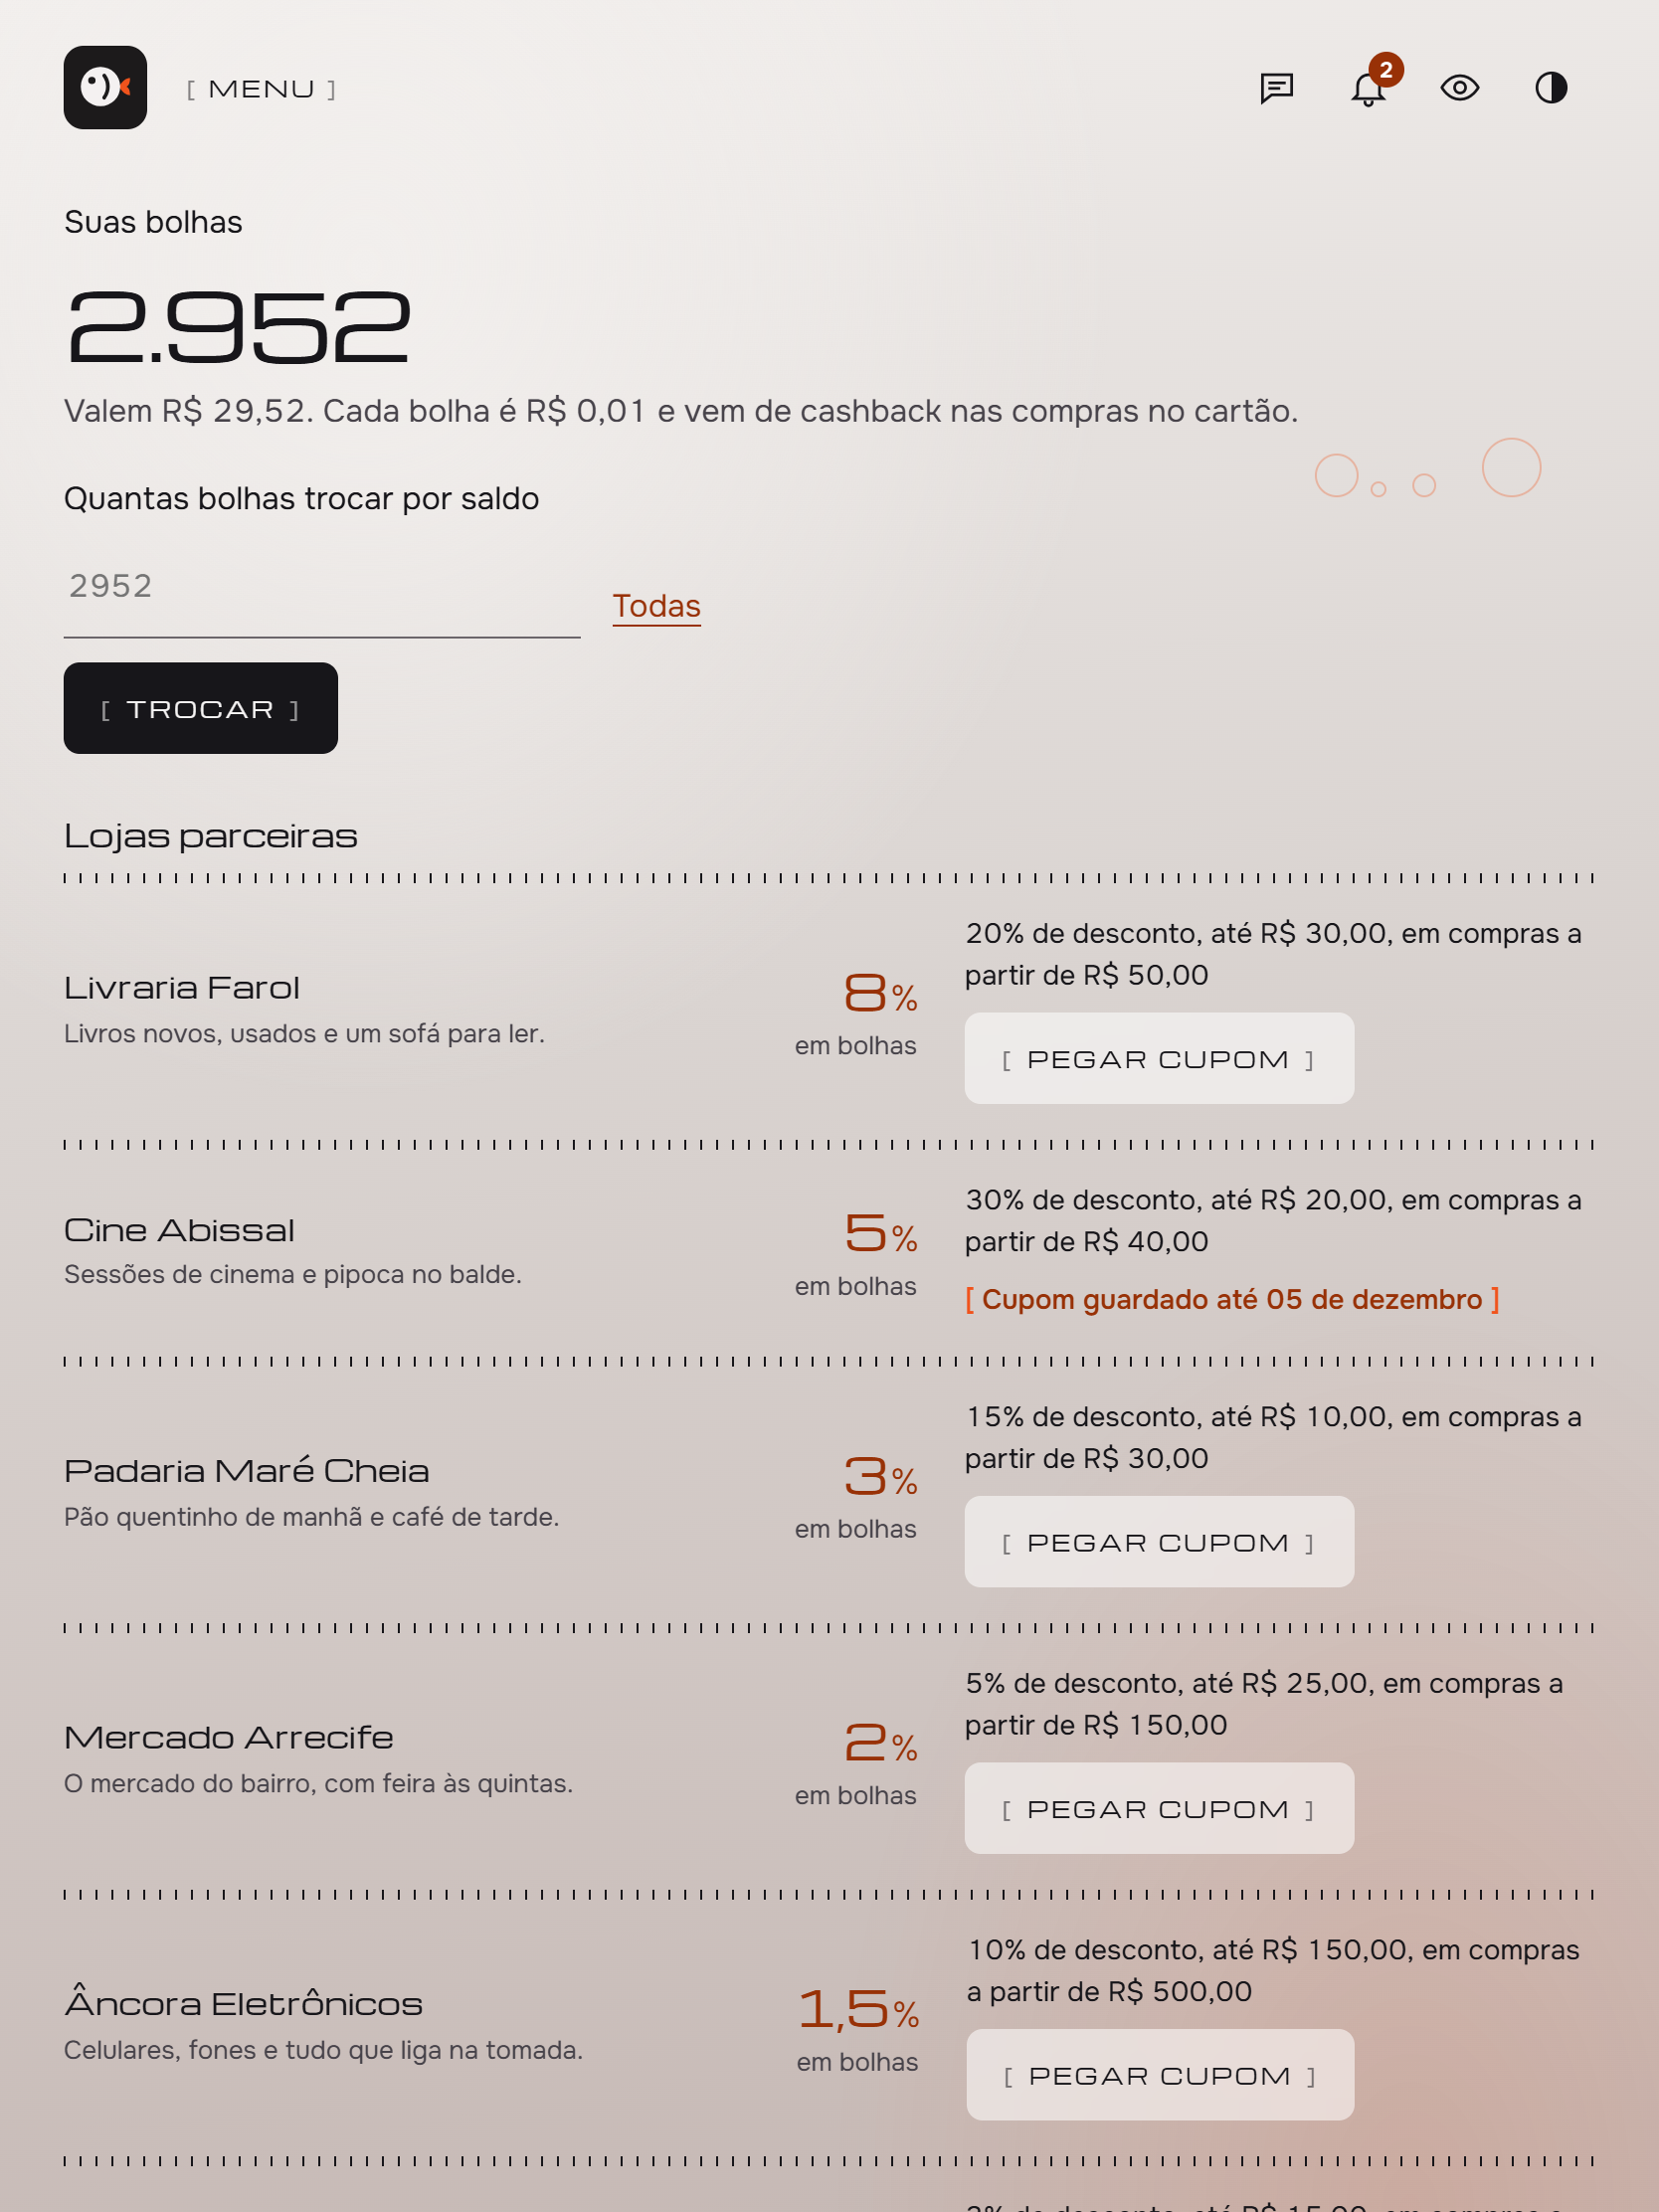 [ MENU ]
2
Suas bolhas
2.952
Valem R$ 29,52. Cada bolha é R$ 0,01 e vem de cashback nas compras no cartão.
Quantas bolhas trocar por saldo
2952
Todas
[ TROCAR ]
Lojas parceiras
Livraria Farol
Livros novos, usados e um sofá para ler.
8%
em bolhas
20% de desconto, até R$ 30,00, em compras a
partir de R$ 50,00
[ PEGAR CUPOM ]
Cine Abissal
Sessões de cinema e pipoca no balde.
5%
em bolhas
30% de desconto, até R$ 20,00, em compras a
partir de R$ 40,00
[ Cupom guardado até 05 de dezembro ]
Padaria Maré Cheia
Pão quentinho de manhã e café de tarde.
3%
em bolhas
15% de desconto, até R$ 10,00, em compras a
partir de R$ 30,00
[ PEGAR CUPOM ]
Mercado Arrecife
O mercado do bairro, com feira às quintas.
2%
em bolhas
5% de desconto, até R$ 25,00, em compras a
partir de R$ 150,00
[ PEGAR CUPOM ]
Âncora Eletrônicos
Celulares, fones e tudo que liga na tomada.
1,5%
em bolhas
10% de desconto, até R$ 150,00, em compras
a partir de R$ 500,00
[ PEGAR CUPOM ]